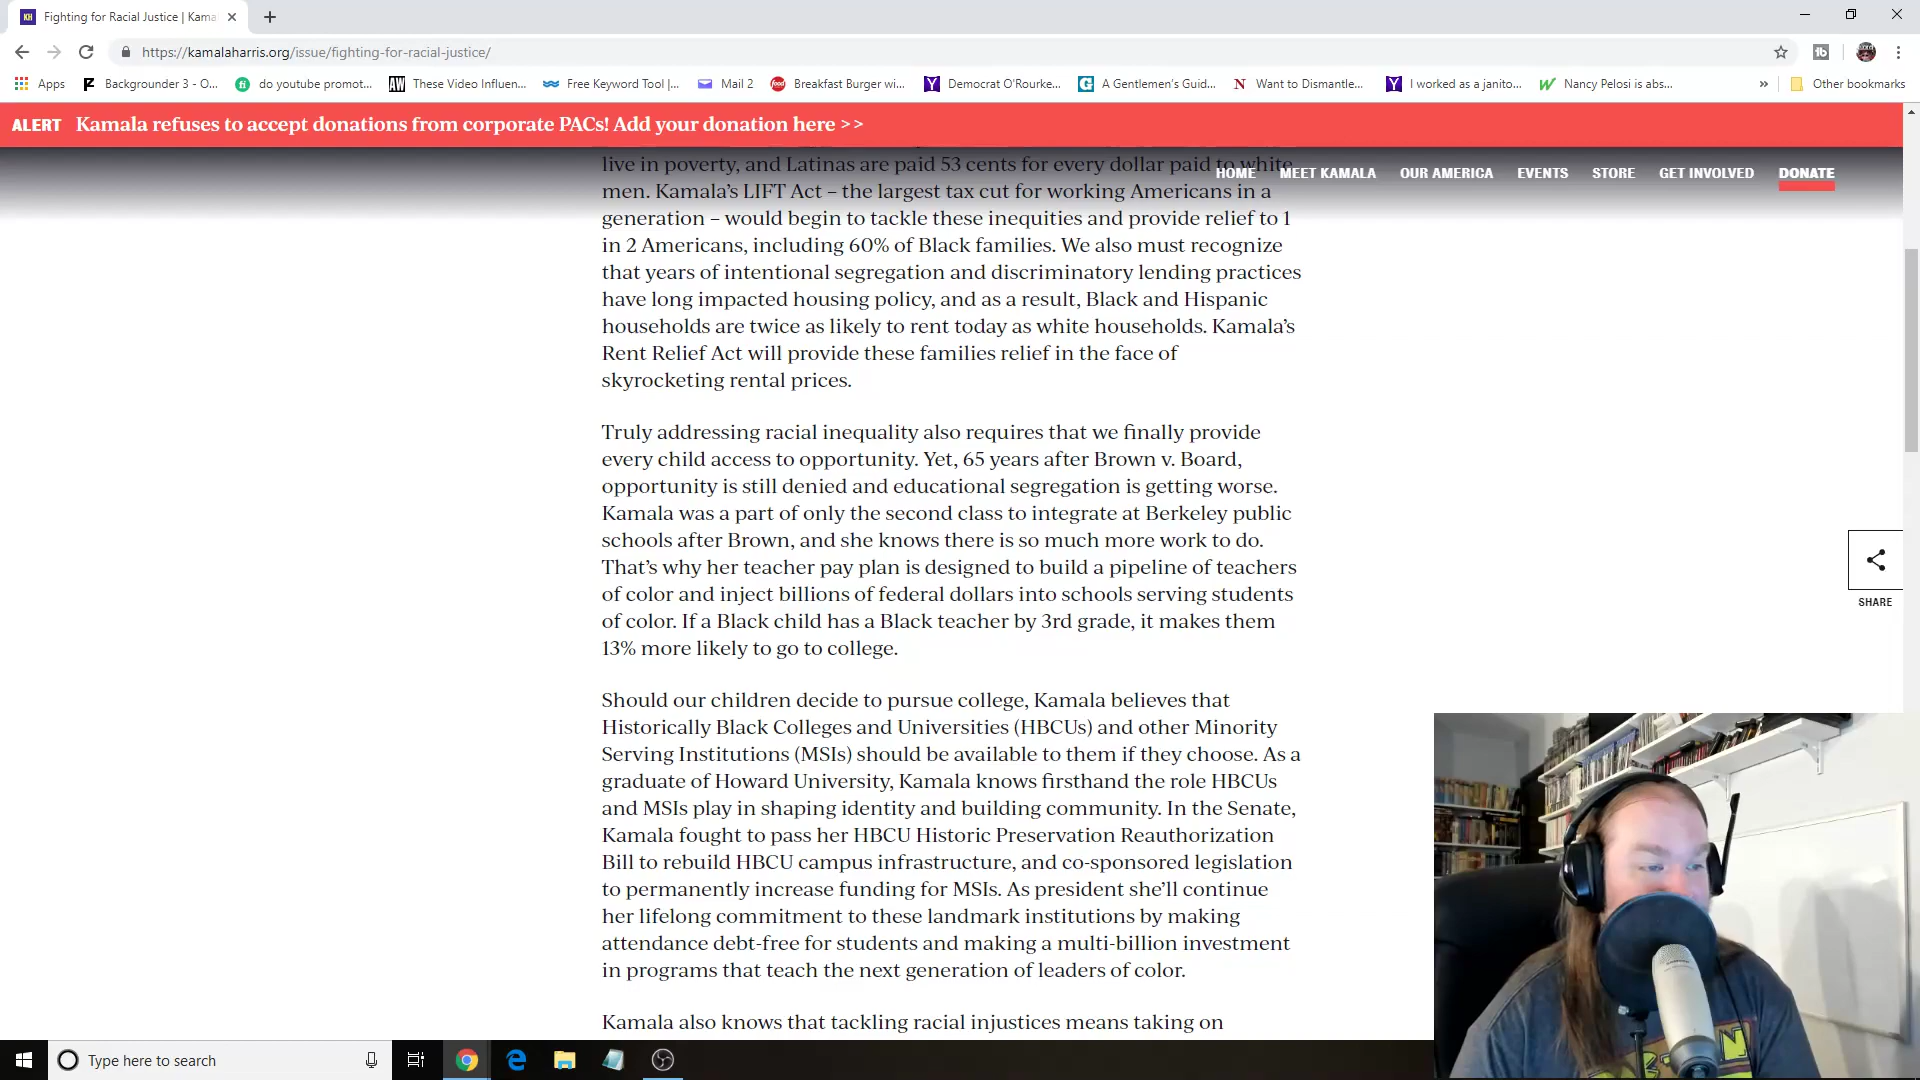 Fighting for Racial Justice | Kama
https://kamalaharris.org/issue/fighting-for-racial-justice/
Apps
Backgrounder 3 - O...
do youtube promot...
These Video Influen...
Free Keyword Tool |...
Mail 2
Breakfast Burger wi...
Democrat O'Rourke...
A Gentlemen's Guid...
Want to Dismantle...
I worked as a janito...
Nancy Pelosi is abs...
»
Other bookmarks
ALERT Kamala refuses to accept donations from corporate PACs! Add your donation here >>
HOME MEET KAMALA OUR AMERICA EVENTS STORE GET INVOLVED DONATE
live in poverty, and Latinas are paid 53 cents for every dollar paid to white
men. Kamala’s LIFT Act – the largest tax cut for working Americans in a
generation – would begin to tackle these inequities and provide relief to 1
in 2 Americans, including 60% of Black families. We also must recognize
that years of intentional segregation and discriminatory lending practices
have long impacted housing policy, and as a result, Black and Hispanic
households are twice as likely to rent today as white households. Kamala’s
Rent Relief Act will provide these families relief in the face of
skyrocketing rental prices.
Truly addressing racial inequality also requires that we finally provide
every child access to opportunity. Yet, 65 years after Brown v. Board,
opportunity is still denied and educational segregation is getting worse.
Kamala was a part of only the second class to integrate at Berkeley public
schools after Brown, and she knows there is so much more work to do.
That’s why her teacher pay plan is designed to build a pipeline of teachers
of color and inject billions of federal dollars into schools serving students
of color. If a Black child has a Black teacher by 3rd grade, it makes them
13% more likely to go to college.
SHARE
Should our children decide to pursue college, Kamala believes that
Historically Black Colleges and Universities (HBCUs) and other Minority
Serving Institutions (MSIs) should be available to them if they choose. As a
graduate of Howard University, Kamala knows firsthand the role HBCUs
and MSIs play in shaping identity and building community. In the Senate,
Kamala fought to pass her HBCU Historic Preservation Reauthorization
Bill to rebuild HBCU campus infrastructure, and co-sponsored legislation
to permanently increase funding for MSIs. As president she’ll continue
her lifelong commitment to these landmark institutions by making
attendance debt-free for students and making a multi-billion investment
in programs that teach the next generation of leaders of color.
Kamala also knows that tackling racial injustices means taking on
Type here to search